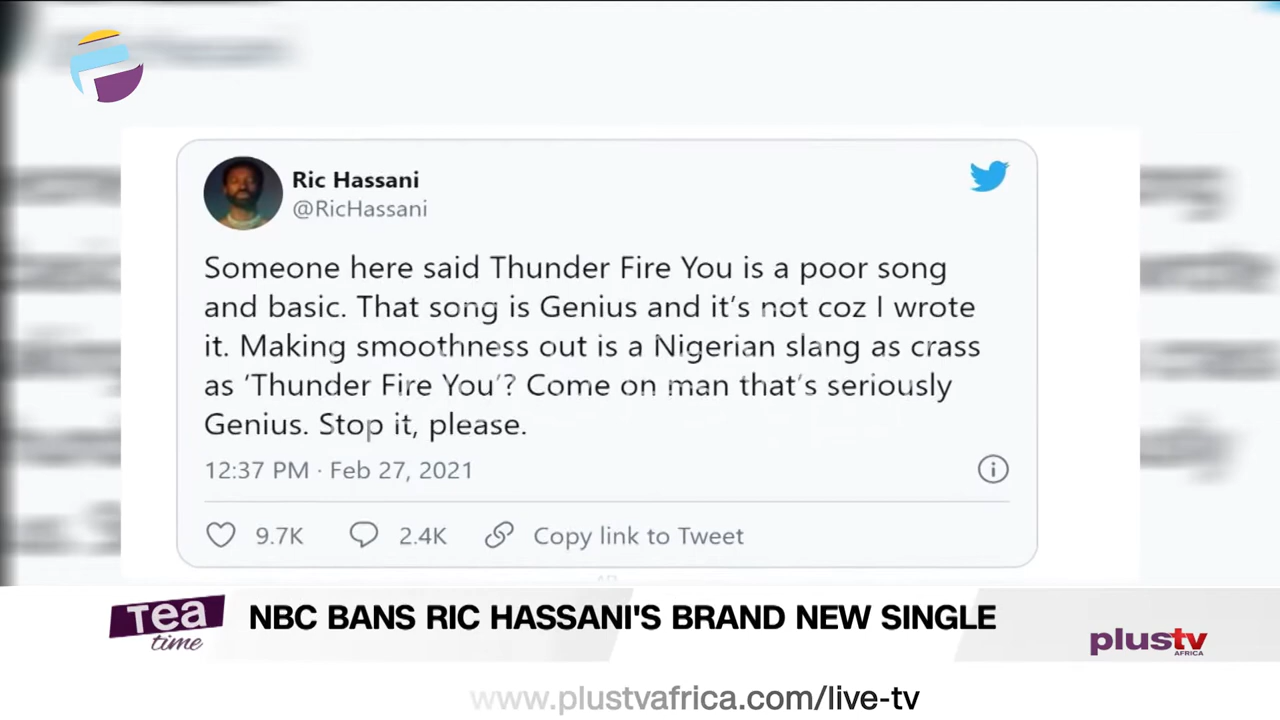 Ric Hassani
@RicHassani
Someone here said Thunder Fire You is a poor song
and basic. That song is Genius and it's not coz I wrote
it. Making smoothness out is a Nigerian slang as crass
as 'Thunder Fire You'? Come on man that's seriously
Genius. Stop it, please.
12:37 PM · Feb 27, 2021
9.7K 2.4K Copy link to Tweet
Tea
time
NBC BANS RIC HASSANI'S BRAND NEW SINGLE
plustv
AFRICA
www.plustvafrica.com/live-tv